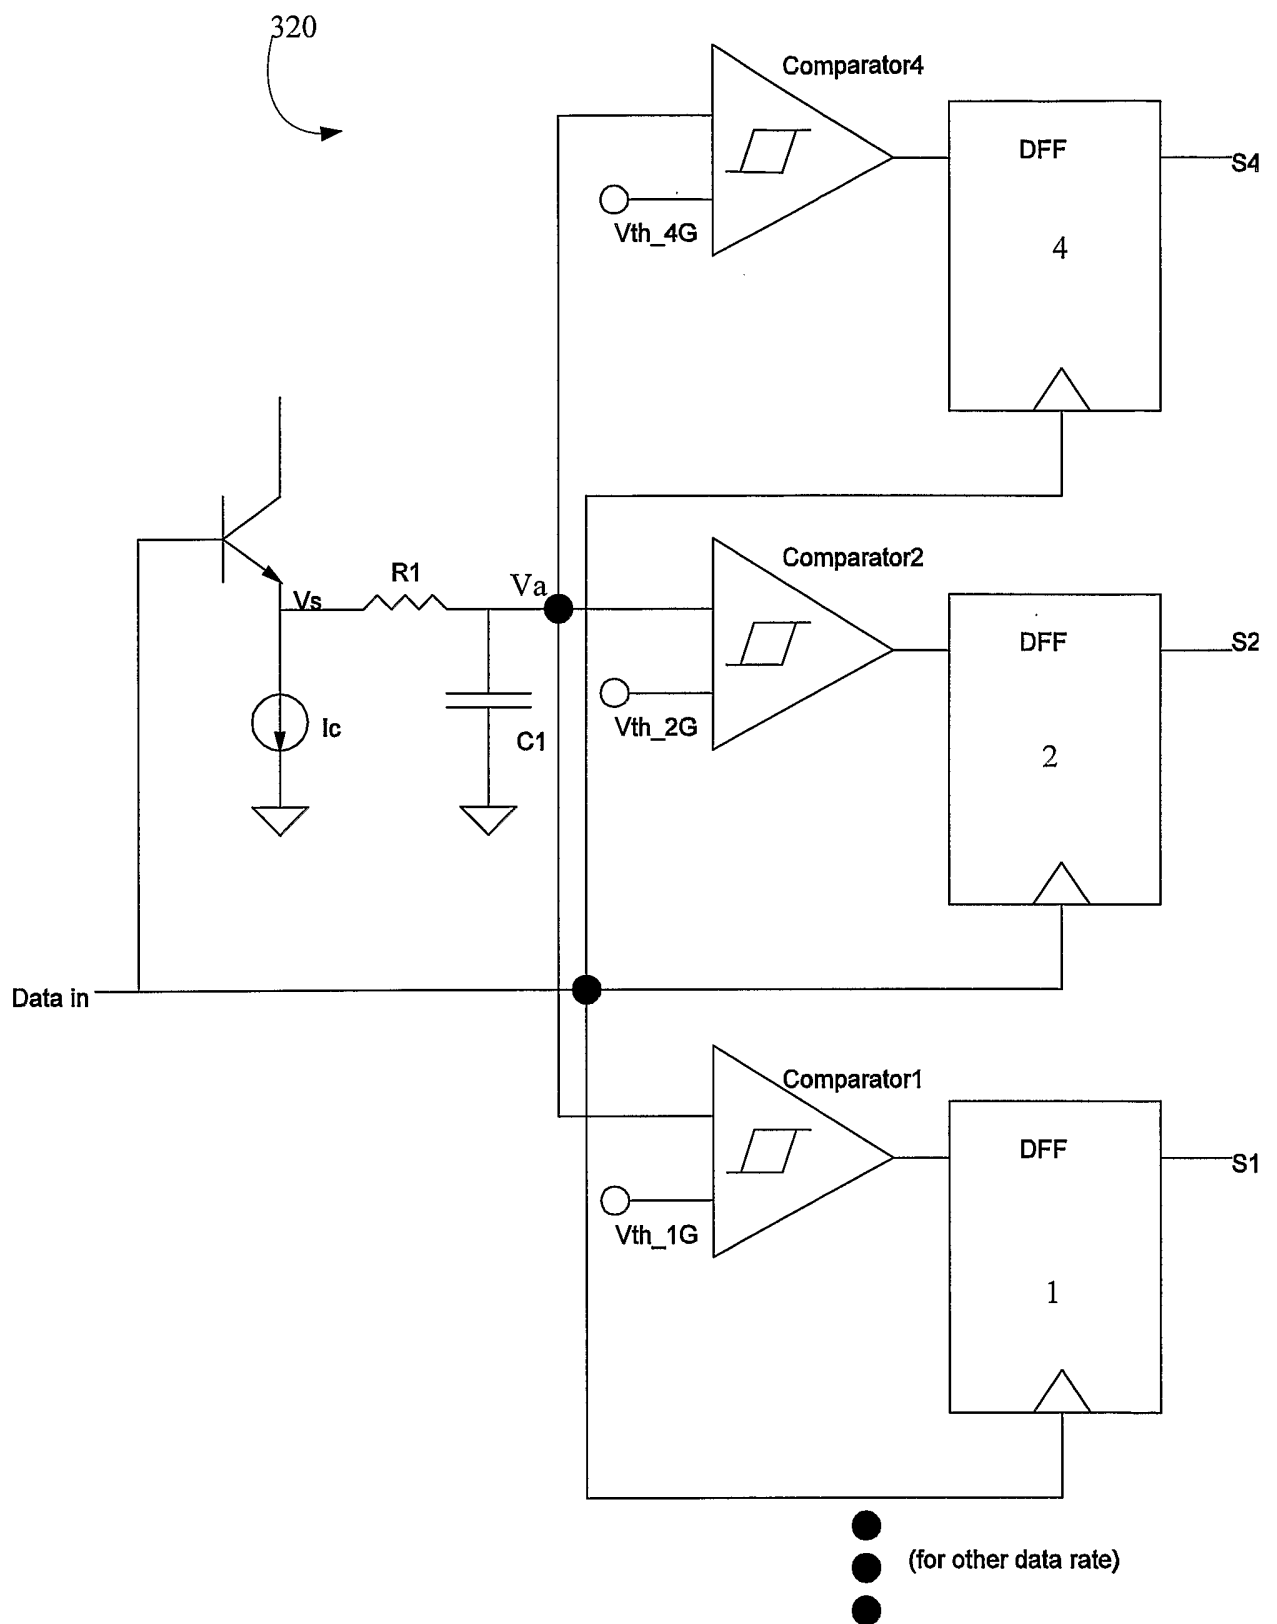 320
Comparator4
DFF
S4
Vth_4G
4
Comparator2
R1
Va
Vs
DFF
S2
Ic
C1
Vth_2G
2
Data in
Comparator1
DFF
S1
Vth_1G
1
(for other data rate)